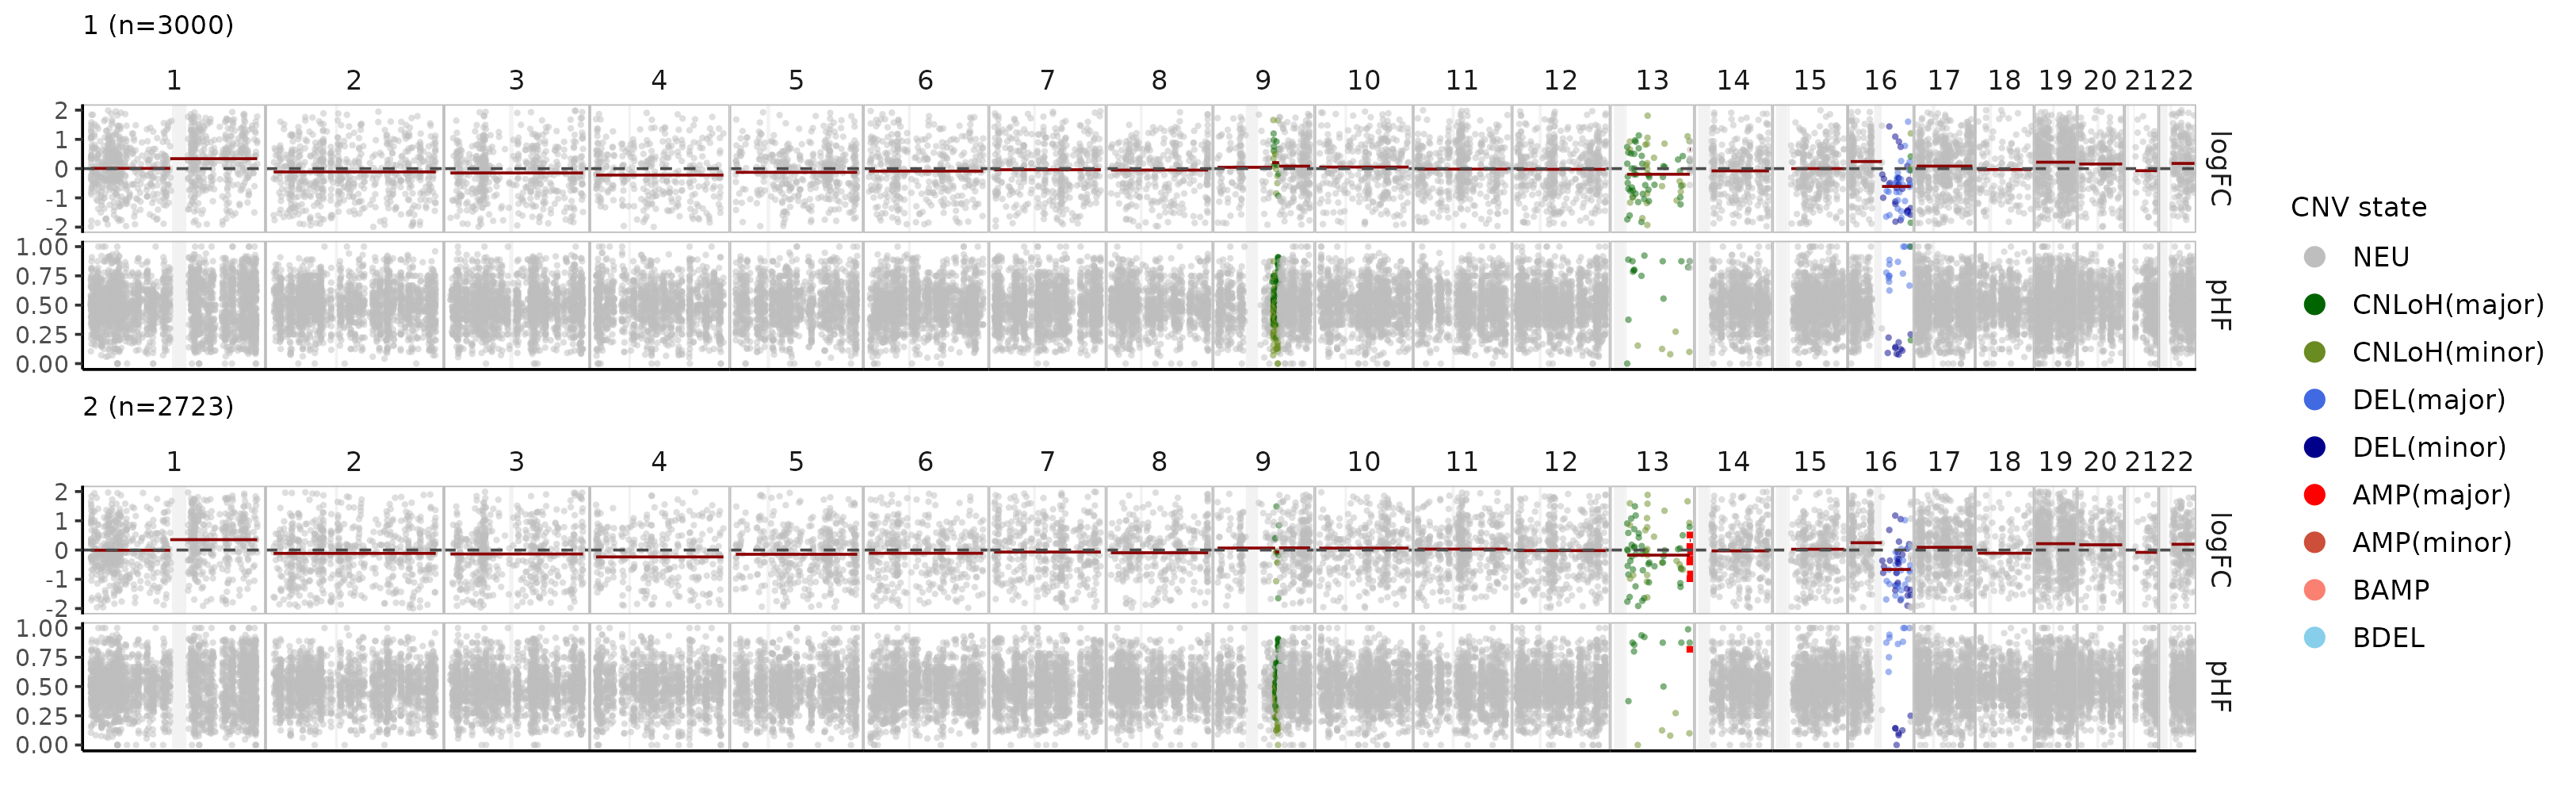 1 (n=3000)
1 2 3 4 5 6 7 8 9 10 11 12 13 14 15 16 17 18 19 20 21 22
2
1
0
-1
-2
logFC
1.00
0.75
0.50
0.25
0.00
pHF
2 (n=2723)
1 2 3 4 5 6 7 8 9 10 11 12 13 14 15 16 17 18 19 20 21 22
2
1
0
-1
-2
logFC
1.00
0.75
0.50
0.25
0.00
pHF
CNV state
NEU
CNLoH(major)
CNLoH(minor)
DEL(major)
DEL(minor)
AMP(major)
AMP(minor)
BAMP
BDEL